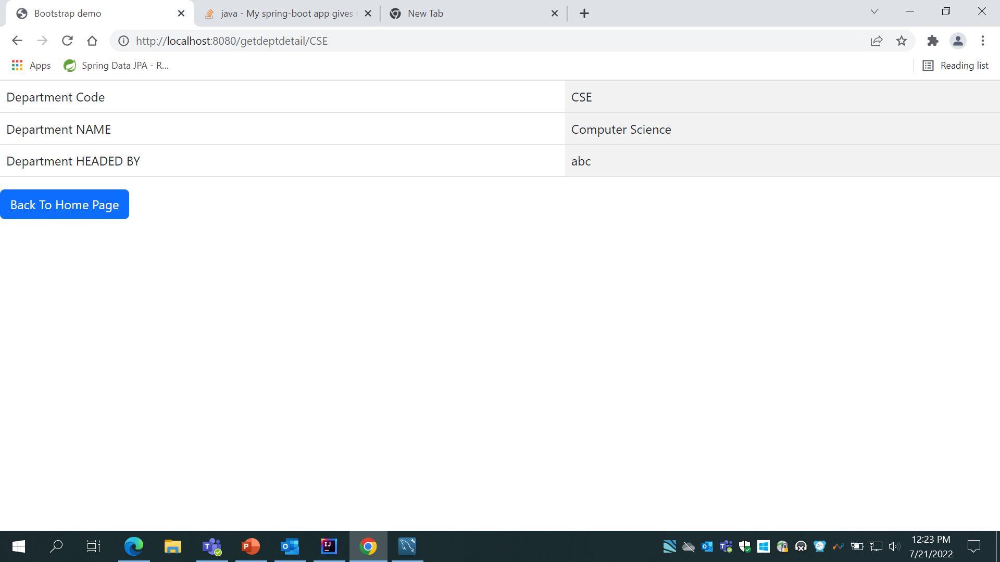 Bootstrap demo
java - My spring-boot app gives
New Tab
http://localhost:8080/getdeptdetail/CSE
Apps
Spring Data JPA - R...
Reading list
Department Code CSE
Department NAME Computer Science
Department HEADED BY abc
Back To Home Page
12:23 PM
7/21/2022